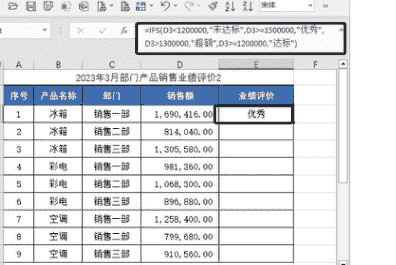 宋体
=IFS(D3<1200000,"未达标",D3>=1500000,"优秀",
D3>1300000,"超额",D3>=1200000,"达标")
A B C D E F
2023年3月部门产品销售业绩评价2
序号 产品名称 部门 销售额 业绩评价
1 冰箱 销售一部 1,690,416.00 优秀
2 冰箱 销售二部 814,040.00
3 冰箱 销售三部 1,305,580.00
4 彩电 销售一部 981,360.00
5 彩电 销售二部 1,068,300.00
6 彩电 销售三部 896,880.00
7 空调 销售一部 1,258,400.00
8 空调 销售二部 799,680.00
9 空调 销售三部 910,560.00